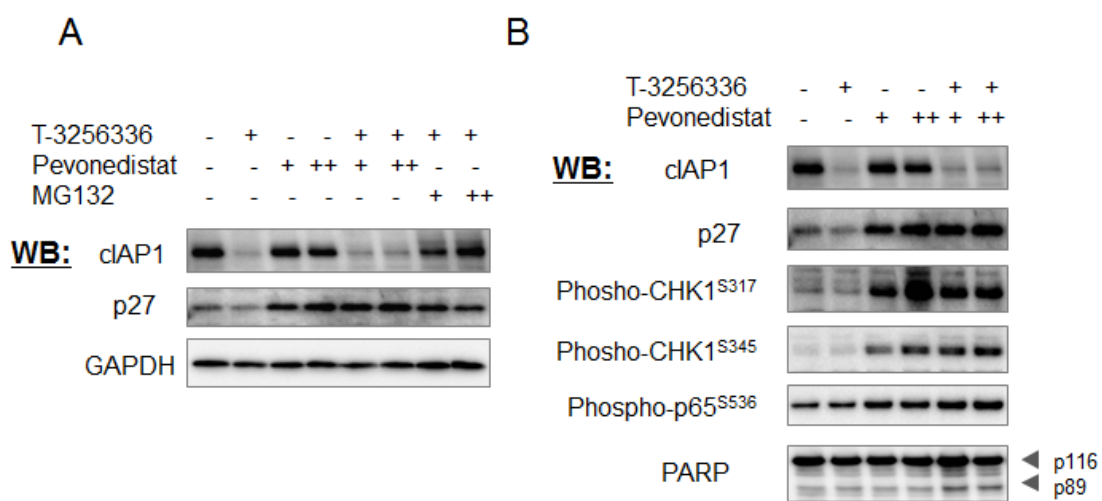 A
T-3256336 - + - - + + + +
Pevonedistat - - + ++ + ++ - -
MG132 - - - - - - + ++
WB: cIAP1
p27
GAPDH
B
T-3256336 - + - - + +
Pevonedistat - - + ++ + ++
WB: cIAP1
p27
Phosho-CHK1S317
Phosho-CHK1S345
Phospho-p65S536
PARP
p116
p89